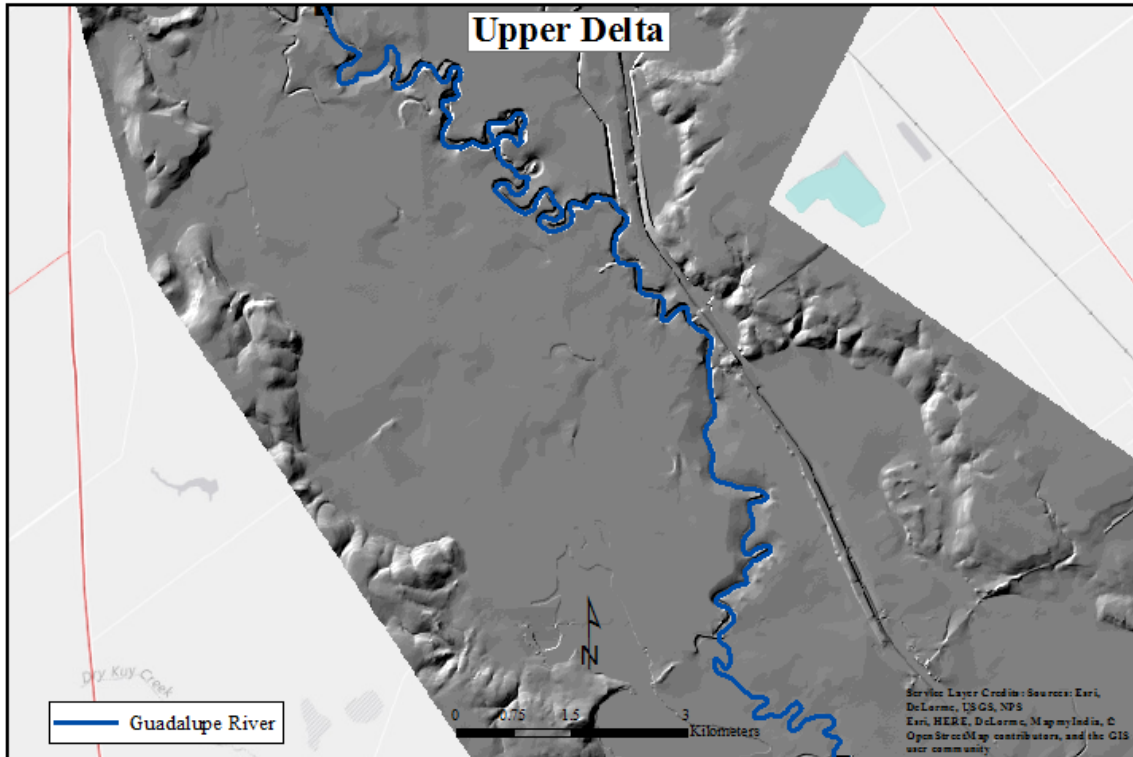 Upper Delta
N
Dry Kuy Creek
Guadalupe River
0 0.75 1.5 3
Kilometers
Service Layer Credits: Sources: Esri,
DeLorme, USGS, NPS
Esri, HERE, DeLorme, MapmyIndia, ©
OpenStreetMap contributors, and the GIS
user community